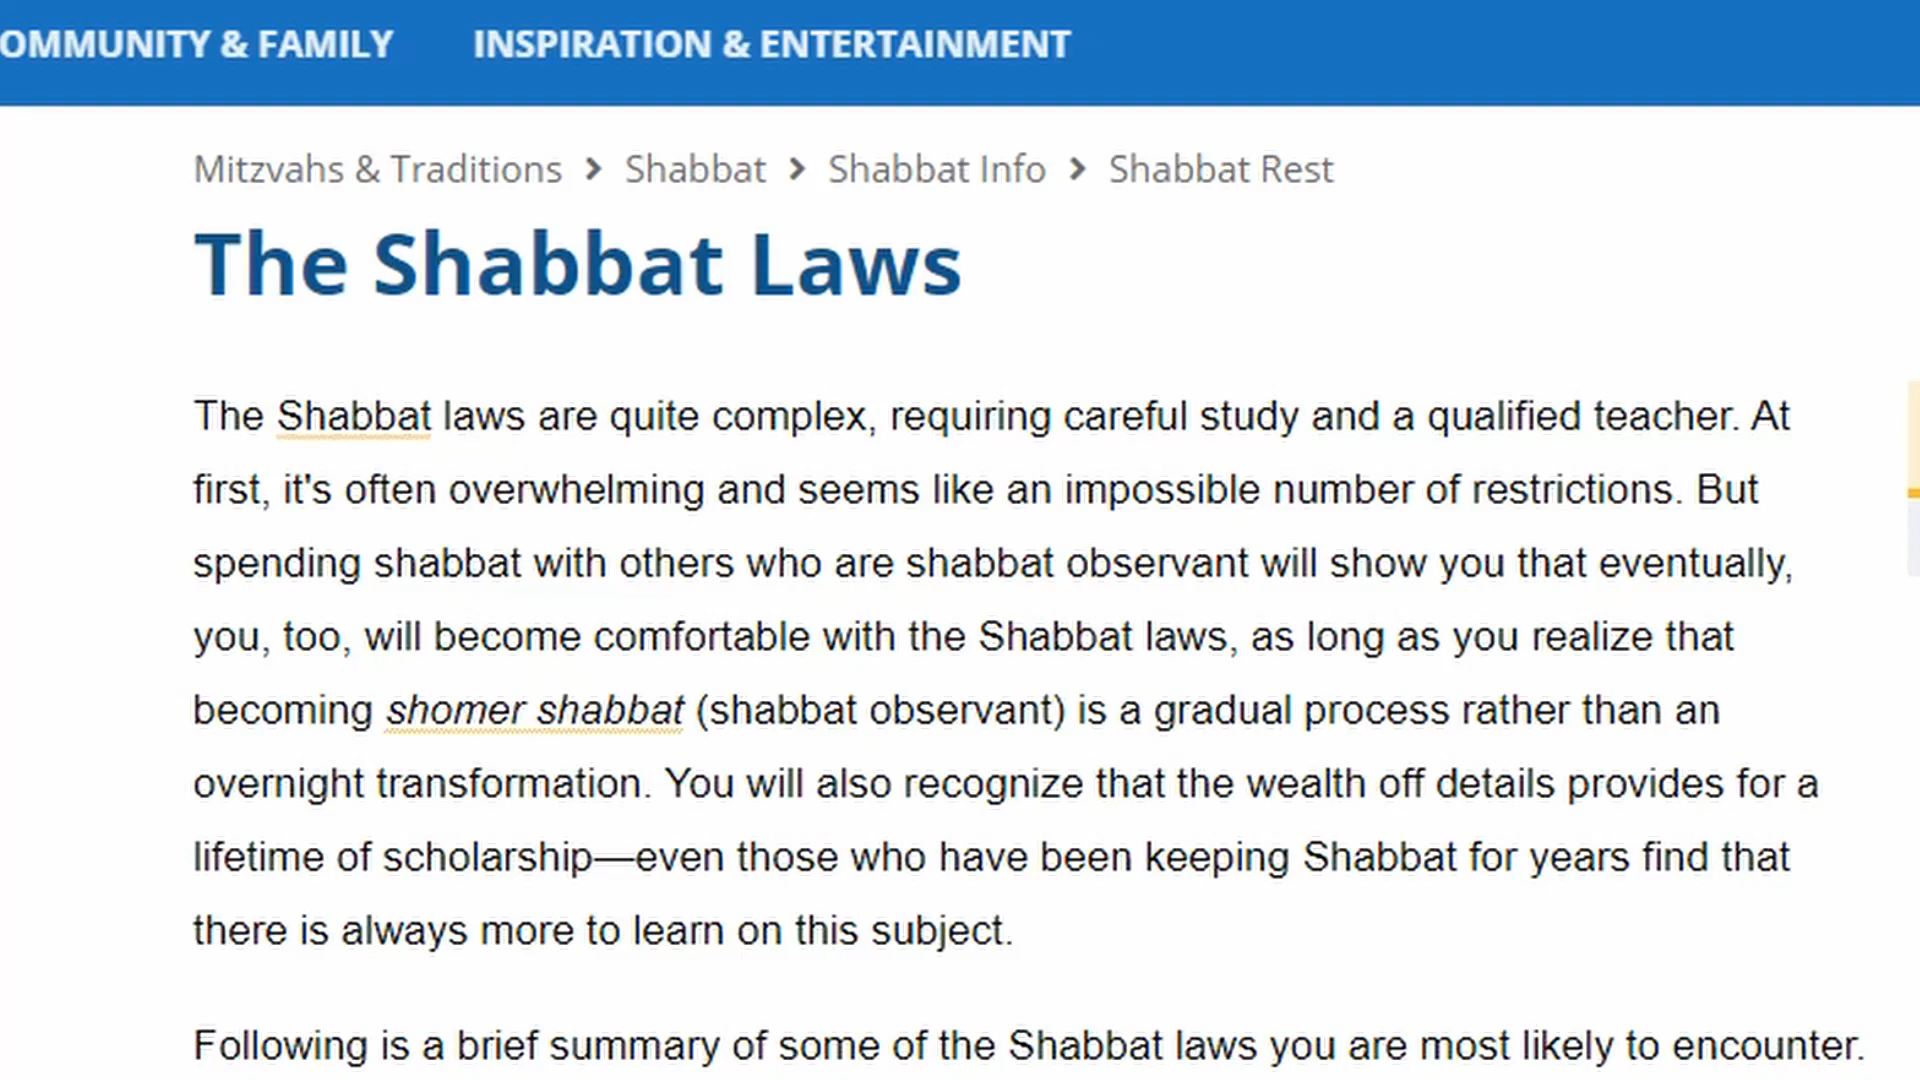 OMMUNITY & FAMILY INSPIRATION & ENTERTAINMENT
Mitzvahs & Traditions > Shabbat > Shabbat Info > Shabbat Rest
The Shabbat Laws
The Shabbat laws are quite complex, requiring careful study and a qualified teacher. At
first, it's often overwhelming and seems like an impossible number of restrictions. But
spending shabbat with others who are shabbat observant will show you that eventually,
you, too, will become comfortable with the Shabbat laws, as long as you realize that
becoming shomer shabbat (shabbat observant) is a gradual process rather than an
overnight transformation. You will also recognize that the wealth off details provides for a
lifetime of scholarship—even those who have been keeping Shabbat for years find that
there is always more to learn on this subject.
Following is a brief summary of some of the Shabbat laws you are most likely to encounter.